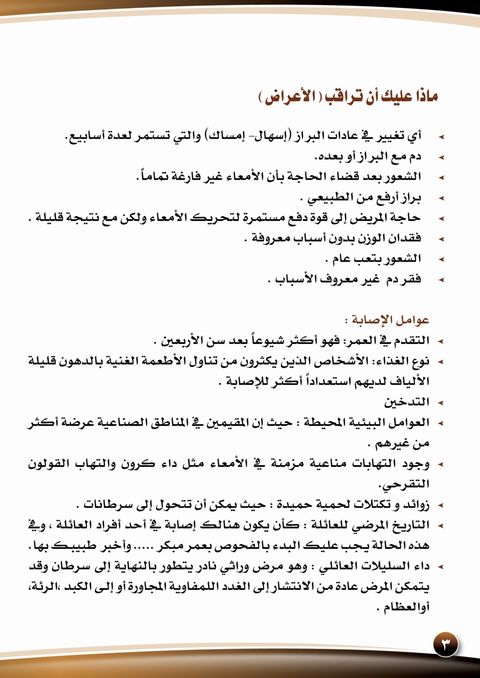 ماذا عليك أن تراقب ( الأعراض )
أي تغيير في عادات البراز (إسهال- إمساك) والتي تستمر لعدة أسابيع.
دم مع البراز أو بعده.
الشعور بعد قضاء الحاجة بأن الأمعاء غير فارغة تماماً.
براز أرفع من الطبيعي .
حاجة المريض إلى قوة دفع مستمرة لتحريك الأمعاء ولكن مع نتيجة قليلة .
فقدان الوزن بدون أسباب معروفة .
الشعور بتعب عام .
فقر دم غير معروف الأسباب .
عوامل الإصابة :
التقدم في العمر: فهو أكثر شيوعاً بعد سن الأربعين .
نوع الغذاء: الأشخاص الذين يكثرون من تناول الأطعمة الغنية بالدهون قليلة
الألياف لديهم استعداداً أكثر للإصابة .
التدخين
العوامل البيئية المحيطة : حيث إن المقيمين في المناطق الصناعية عرضة أكثر
من غيرهم .
وجود التهابات مناعية مزمنة في الأمعاء مثل داء كرون والتهاب القولون
التقرحي.
زوائد و تكتلات لحمية حميدة : حيث يمكن أن تتحول إلى سرطانات .
التاريخ المرضي للعائلة : كأن يكون هنالك إصابة في أحد أفراد العائلة ، وفي
هذه الحالة يجب عليك البدء بالفحوص بعمر مبكر ..... وأخبر طبيبك بها.
داء السليلات العائلي : وهو مرض وراثي نادر يتطور بالنهاية إلى سرطان وقد
يتمكن المرض عادة من الانتشار إلى الغدد اللمفاوية المجاورة أو إلى الكبد ،الرئة،
أوالعظام .
٣